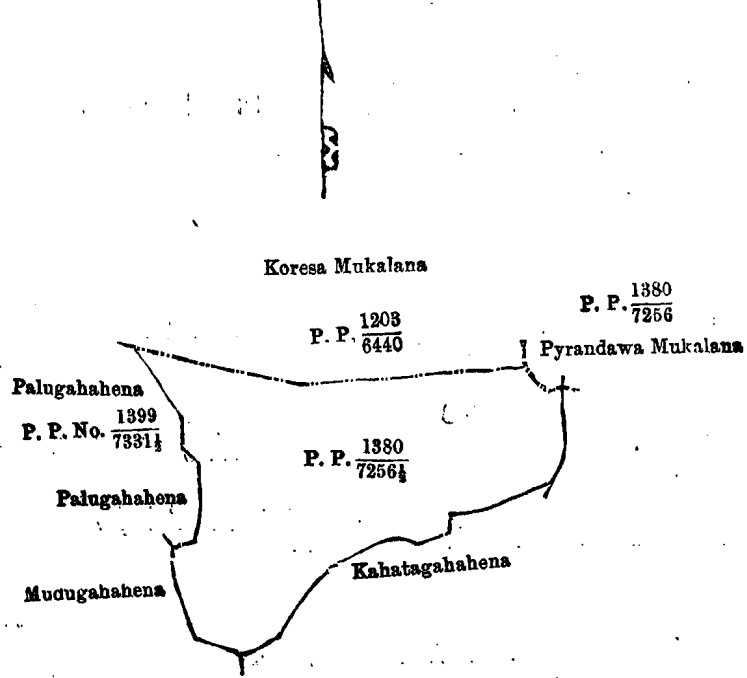 Koresa Mukalana
P. P. 1203/6440
P. P. 1380/7256
Pyrandawa Mukalana
Palugahahena
P. P. No. 1399/7331½
P. P. 1380/7256½
Palugahahena
Kahatagahahena
Mudugahahena